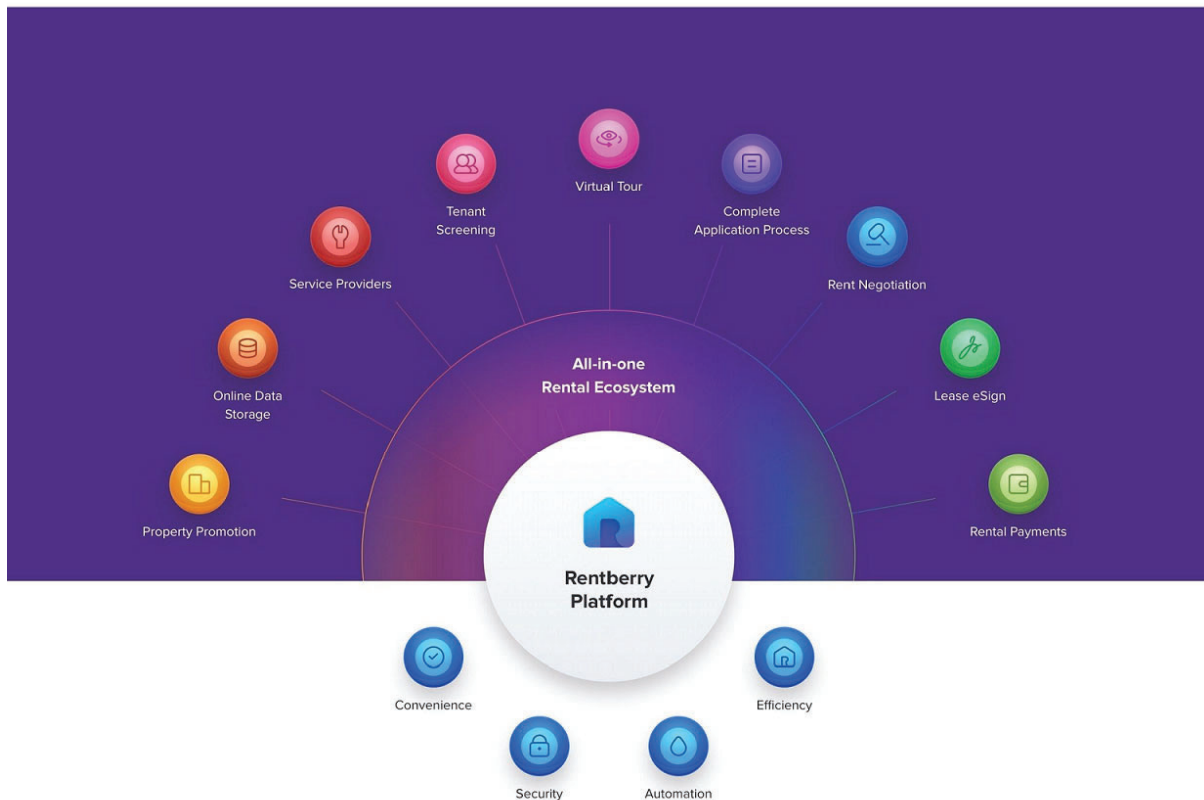 Virtual Tour
Tenant
Screening
Complete
Application Process
Service Providers
Rent Negotiation
Online Data
Storage
Lease eSign
All-in-one
Rental Ecosystem
Property Promotion
Rental Payments
Rentberry
Platform
Convenience
Efficiency
Security
Automation